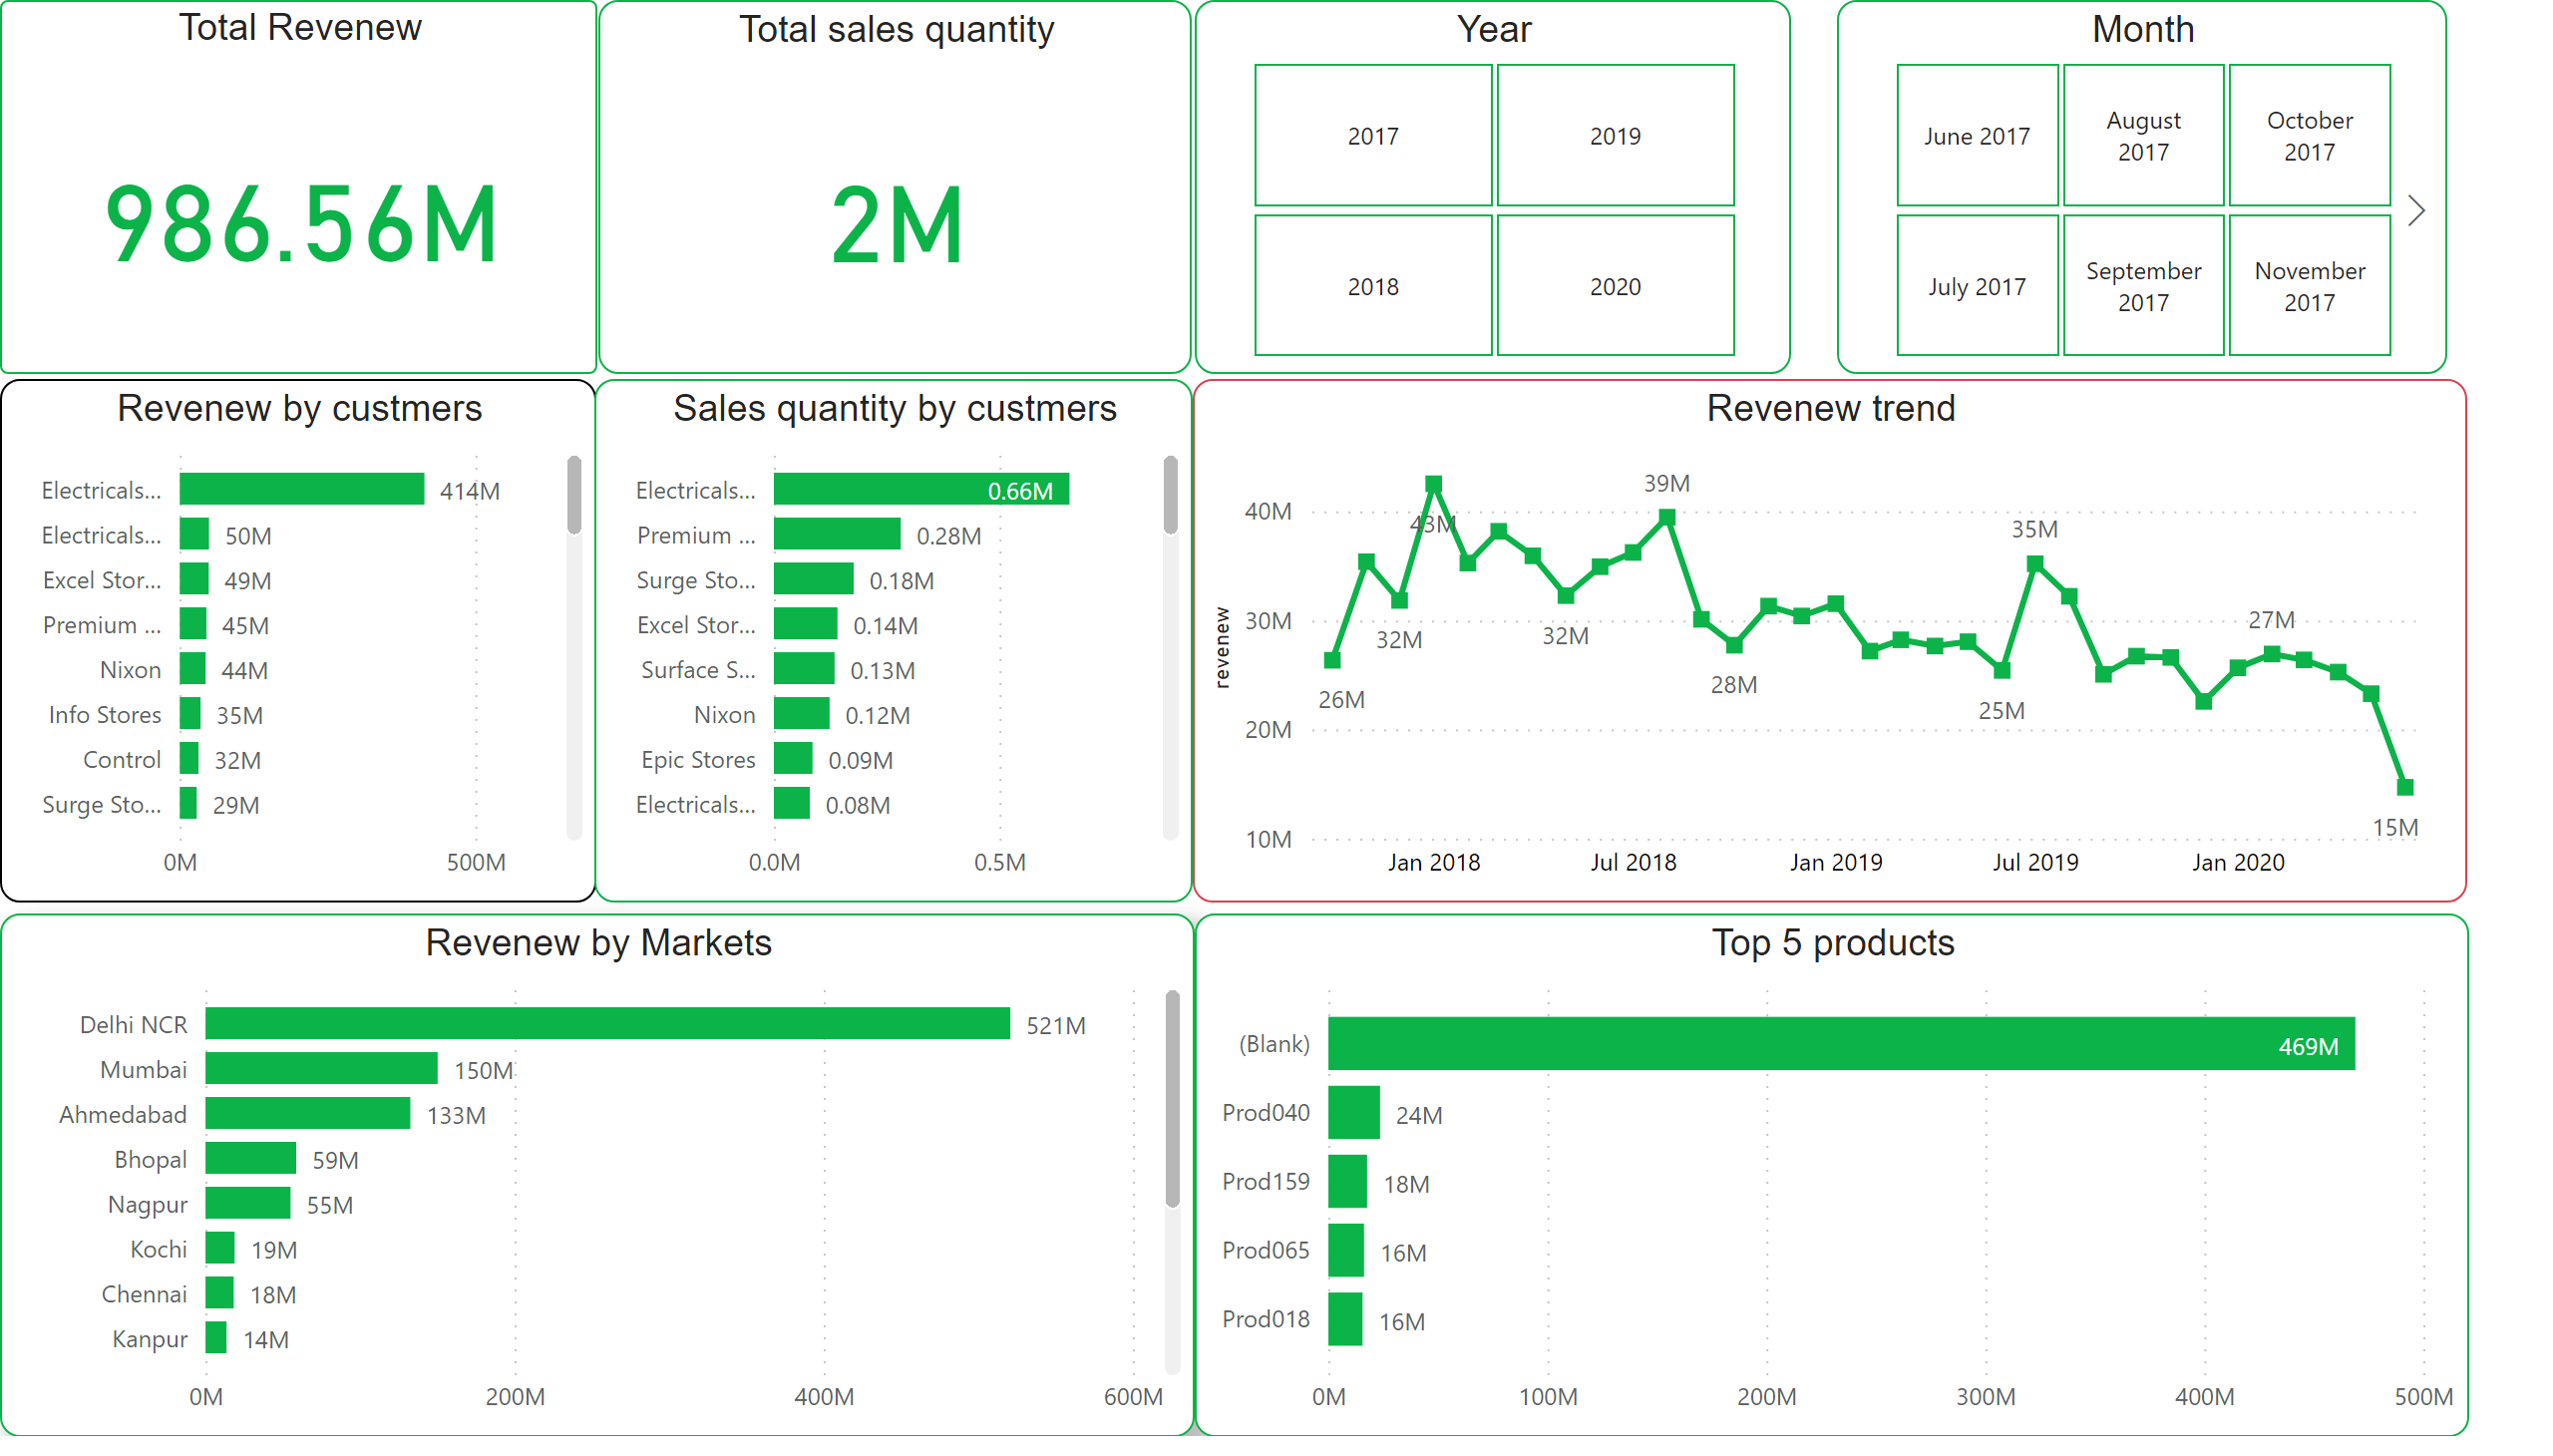 Total Revenew
986.56M
Total sales quantity
2M
Year
2017
2019
2018
2020
Month
June 2017
August
2017
October
2017
July 2017
September
2017
November
2017
Revenew by custmers
Electricals... 414M
Electricals... 50M
Excel Stor... 49M
Premium ... 45M
Nixon 44M
Info Stores 35M
Control 32M
Surge Sto... 29M
0M 500M
Sales quantity by custmers
Electricals... 0.66M
Premium ... 0.28M
Surge Sto... 0.18M
Excel Stor... 0.14M
Surface S... 0.13M
Nixon 0.12M
Epic Stores 0.09M
Electricals... 0.08M
0.0M 0.5M
Revenew trend
revenew
40M
30M
20M
10M
26M
32M
43M
32M
39M
28M
25M
35M
27M
15M
Jan 2018 Jul 2018 Jan 2019 Jul 2019 Jan 2020
Revenew by Markets
Delhi NCR 521M
Mumbai 150M
Ahmedabad 133M
Bhopal 59M
Nagpur 55M
Kochi 19M
Chennai 18M
Kanpur 14M
0M 200M 400M 600M
Top 5 products
(Blank) 469M
Prod040 24M
Prod159 18M
Prod065 16M
Prod018 16M
0M 100M 200M 300M 400M 500M